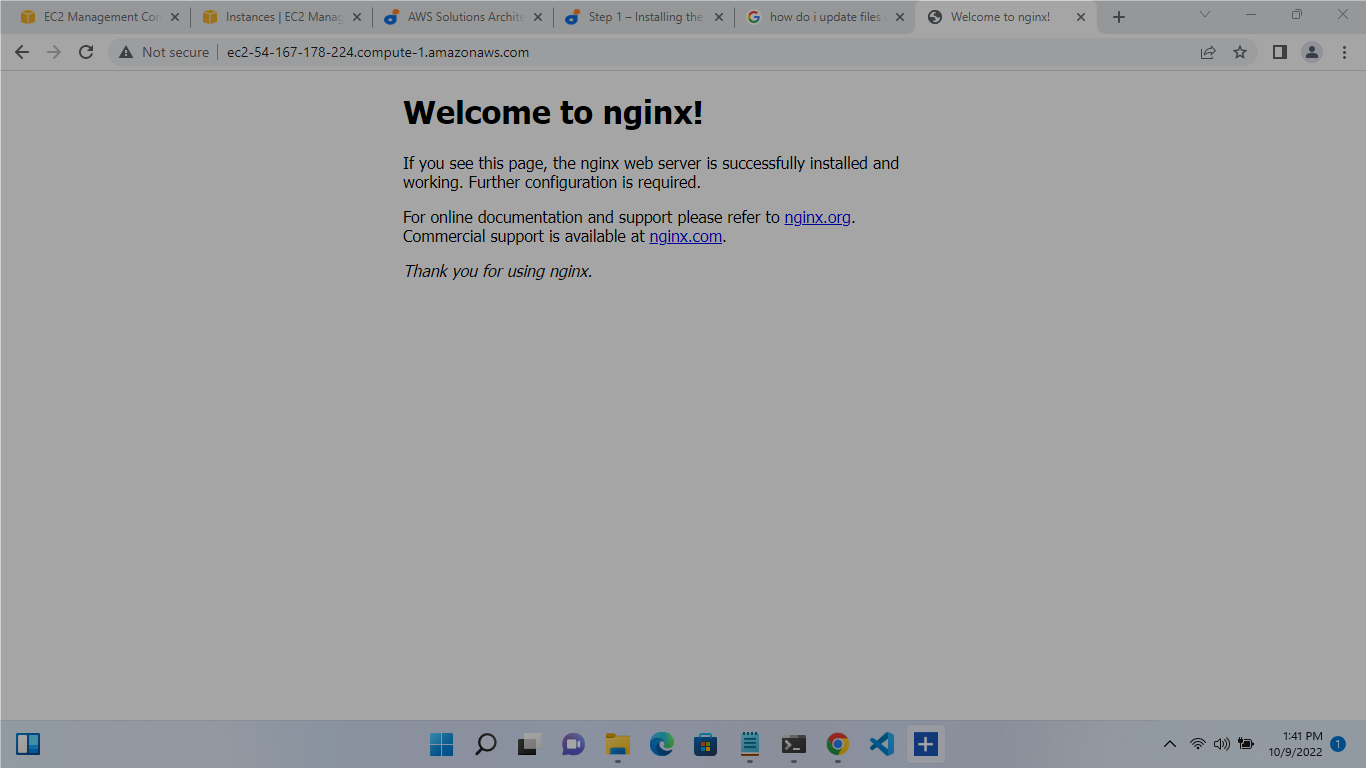 EC2 Management Con
Instances | EC2 Manag
AWS Solutions Archite
Step 1 – Installing the
how do i update files
Welcome to nginx!
Not secure
ec2-54-167-178-224.compute-1.amazonaws.com
Welcome to nginx!
If you see this page, the nginx web server is successfully installed and
working. Further configuration is required.
For online documentation and support please refer to nginx.org.
Commercial support is available at nginx.com.
Thank you for using nginx.
1:41 PM
10/9/2022
1